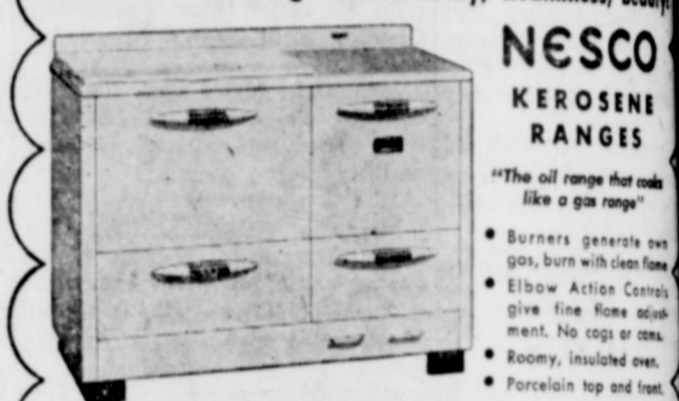 beauty!
NESCO
KEROSENE
RANGES
"The oil range that cooks
like a gas range"
• Burners generate own
gas, burn with clean flame
• Elbow Action Controls
give fine flame adjust-
ment. No cogs or cams.
• Roomy, insulated oven.
• Porcelain top and front.